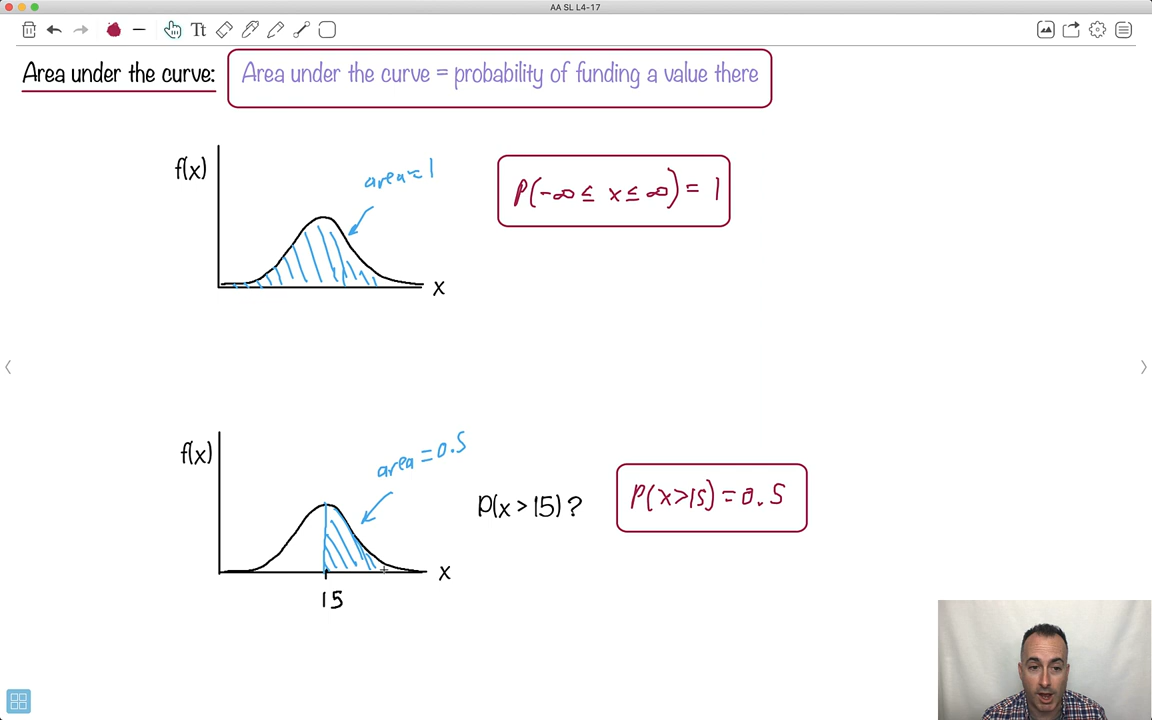 AA SL L4-17
Tt
Area under the curve:
Area under the curve = probability of funding a value there
f(x)
area=1
P(-∞ ≤ x ≤ ∞) = 1
x
f(x)
area=0.5
P(x > 15)?
P(x>15)=0.5
x
15